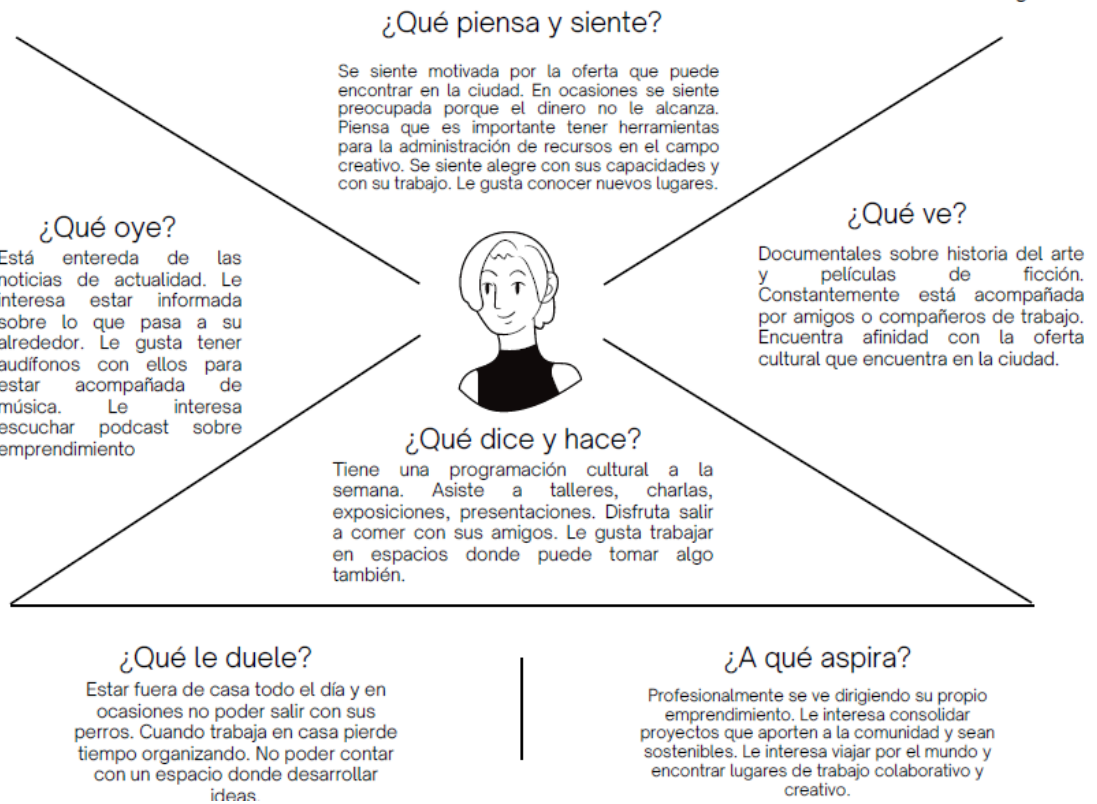 ¿Qué piensa y siente?
Se siente motivada por la oferta que puede
encontrar en la ciudad. En ocasiones se siente
preocupada porque el dinero no le alcanza.
Piensa que es importante tener herramientas
para la administración de recursos en el campo
creativo. Se siente alegre con sus capacidades y
con su trabajo. Le gusta conocer nuevos lugares.
¿Qué oye?
Está entereda de las
noticias de actualidad. Le
interesa estar informada
sobre lo que pasa a su
alrededor. Le gusta tener
audífonos con ellos para
estar acompañada de
música. Le interesa
escuchar podcast sobre
emprendimiento
¿Qué ve?
Documentales sobre historia del arte
y películas de ficción.
Constantemente está acompañada
por amigos o compañeros de trabajo.
Encuentra afinidad con la oferta
cultural que encuentra en la ciudad.
¿Qué dice y hace?
Tiene una programación cultural a la
semana. Asiste a talleres, charlas,
exposiciones, presentaciones. Disfruta salir
a comer con sus amigos. Le gusta trabajar
en espacios donde puede tomar algo
también.
¿Qué le duele?
Estar fuera de casa todo el día y en
ocasiones no poder salir con sus
perros. Cuando trabaja en casa pierde
tiempo organizando. No poder contar
con un espacio donde desarrollar
ideas.
¿A qué aspira?
Profesionalmente se ve dirigiendo su propio
emprendimiento. Le interesa consolidar
proyectos que aporten a la comunidad y sean
sostenibles. Le interesa viajar por el mundo y
encontrar lugares de trabajo colaborativo y
creativo.